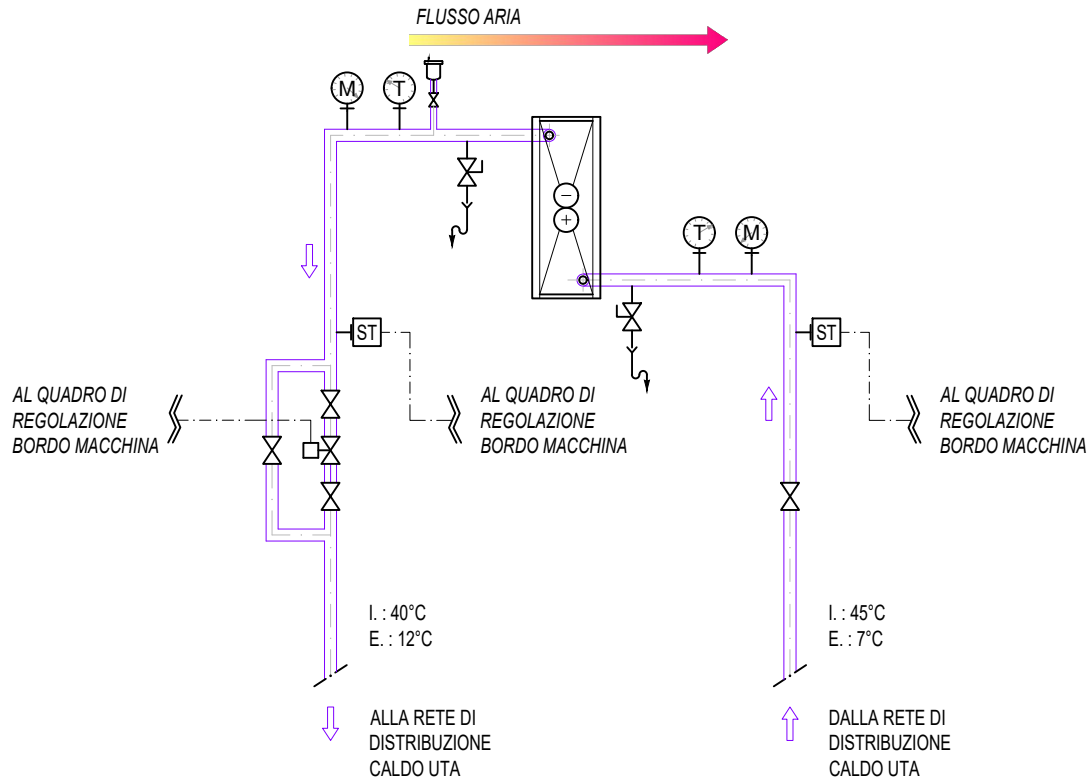 FLUSSO ARIA
M
T
−
+
T
M
ST
ST
AL QUADRO DI
REGOLAZIONE
BORDO MACCHINA
AL QUADRO DI
REGOLAZIONE
BORDO MACCHINA
AL QUADRO DI
REGOLAZIONE
BORDO MACCHINA
I. : 40°C
E. : 12°C
I. : 45°C
E. : 7°C
ALLA RETE DI
DISTRIBUZIONE
CALDO UTA
DALLA RETE DI
DISTRIBUZIONE
CALDO UTA